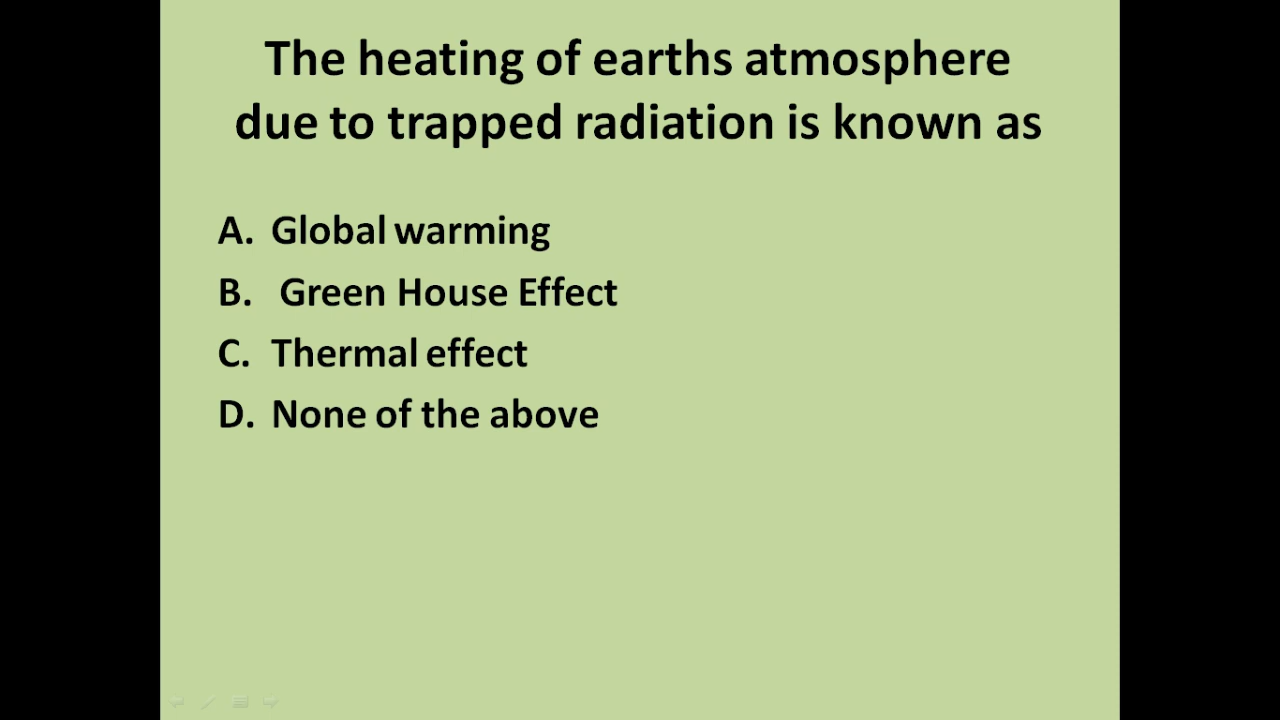 The heating of earths atmosphere
due to trapped radiation is known as
A. Global warming
B. Green House Effect
C. Thermal effect
D. None of the above